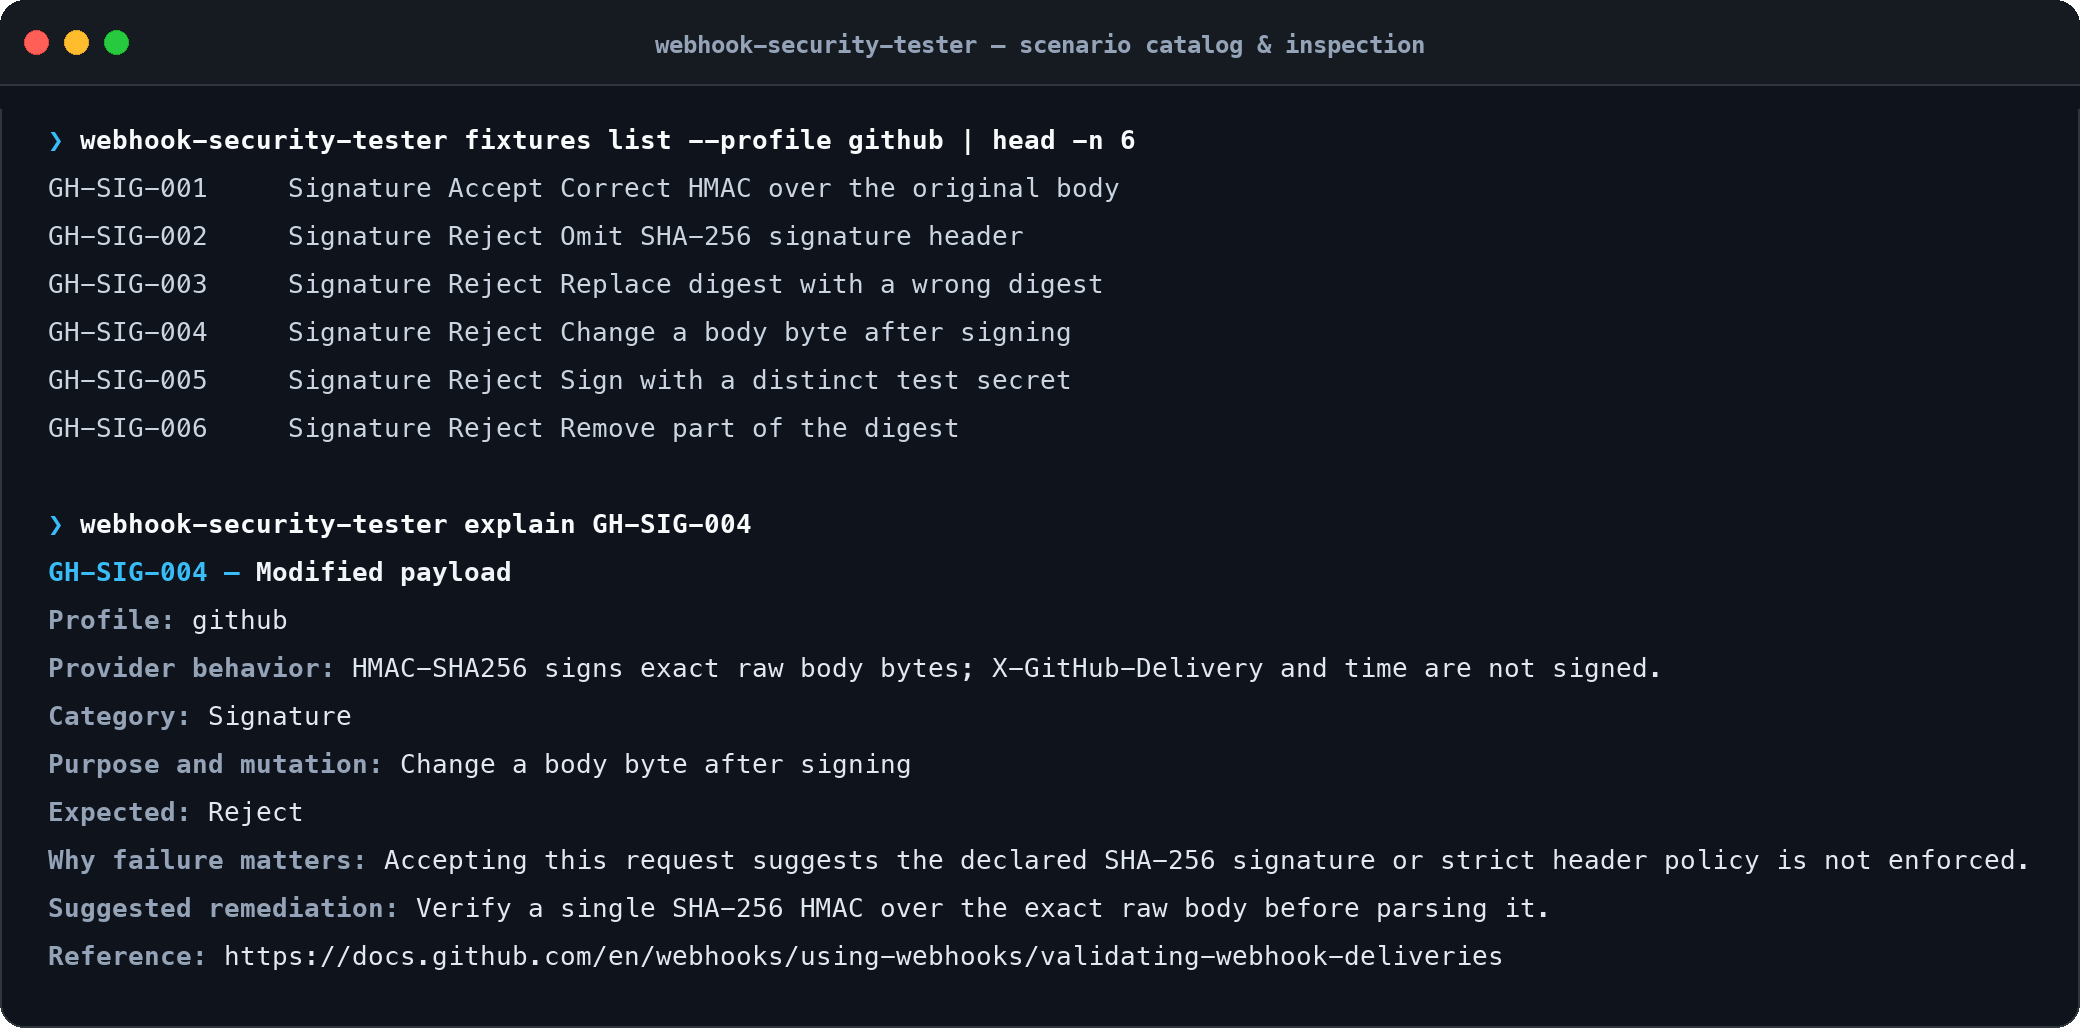 webhook-security-tester — scenario catalog & inspection
❯ webhook-security-tester fixtures list --profile github | head -n 6
GH-SIG-001     Signature Accept Correct HMAC over the original body
GH-SIG-002     Signature Reject Omit SHA-256 signature header
GH-SIG-003     Signature Reject Replace digest with a wrong digest
GH-SIG-004     Signature Reject Change a body byte after signing
GH-SIG-005     Signature Reject Sign with a distinct test secret
GH-SIG-006     Signature Reject Remove part of the digest
❯ webhook-security-tester explain GH-SIG-004
GH-SIG-004 — Modified payload
Profile: github
Provider behavior: HMAC-SHA256 signs exact raw body bytes; X-GitHub-Delivery and time are not signed.
Category: Signature
Purpose and mutation: Change a body byte after signing
Expected: Reject
Why failure matters: Accepting this request suggests the declared SHA-256 signature or strict header policy is not enforced.
Suggested remediation: Verify a single SHA-256 HMAC over the exact raw body before parsing it.
Reference: https://docs.github.com/en/webhooks/using-webhooks/validating-webhook-deliveries